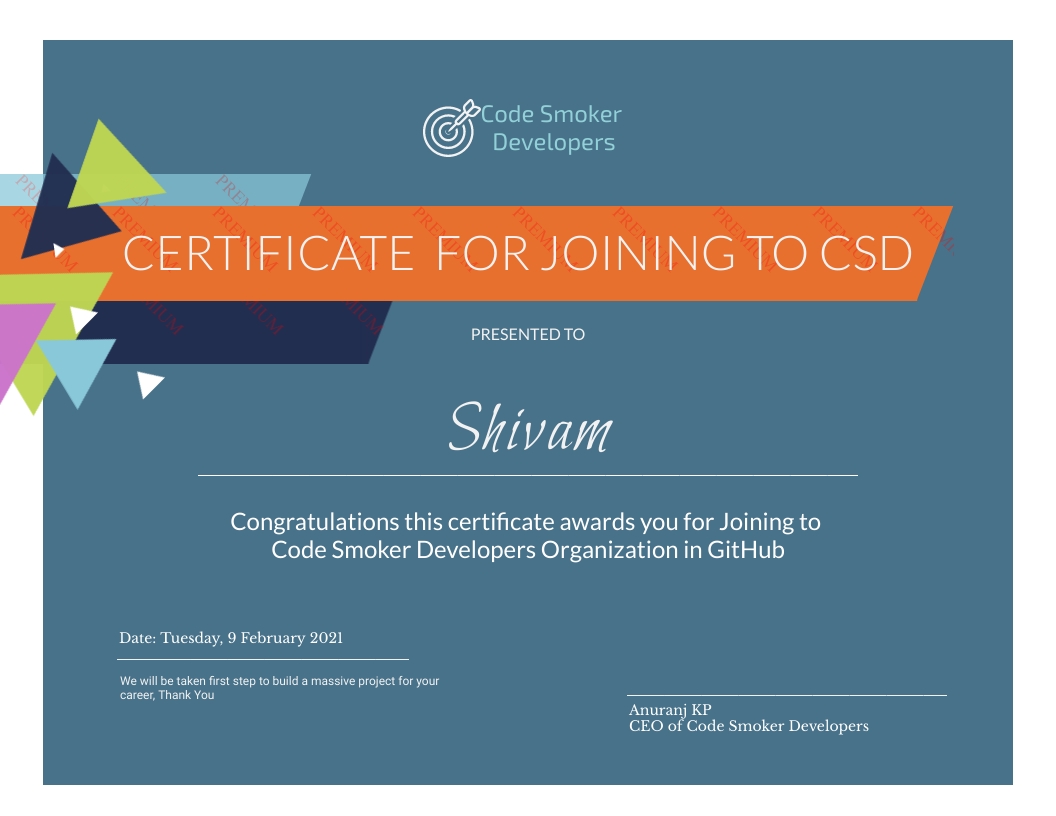 Code Smoker
Developers
CERTIFICATE FOR JOINING TO CSD
PREMIUM PREMIUM PREMIUM PREMIUM PREMIUM PREMIUM PREMIUM PREMIUM PREMIUM
PRESENTED TO
Shivam
Congratulations this certificate awards you for Joining to
Code Smoker Developers Organization in GitHub
Date: Tuesday, 9 February 2021
We will be taken first step to build a massive project for your
career, Thank You
Anuranj KP
CEO of Code Smoker Developers